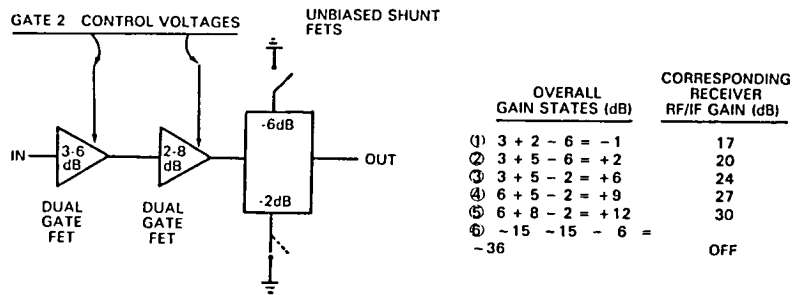 GATE 2 CONTROL VOLTAGES
UNBIASED SHUNT
FETS
IN
3-6
dB
2-8
dB
-6dB
-2dB
OUT
DUAL
GATE
FET
DUAL
GATE
FET
OVERALL
GAIN STATES (dB)
CORRESPONDING
RECEIVER
RF/IF GAIN (dB)
① 3 + 2 - 6 = -1 17
② 3 + 5 - 6 = +2 20
③ 3 + 5 - 2 = +6 24
④ 6 + 5 - 2 = +9 27
⑤ 6 + 8 - 2 = +12 30
⑥ -15 -15 - 6 =
-36 OFF